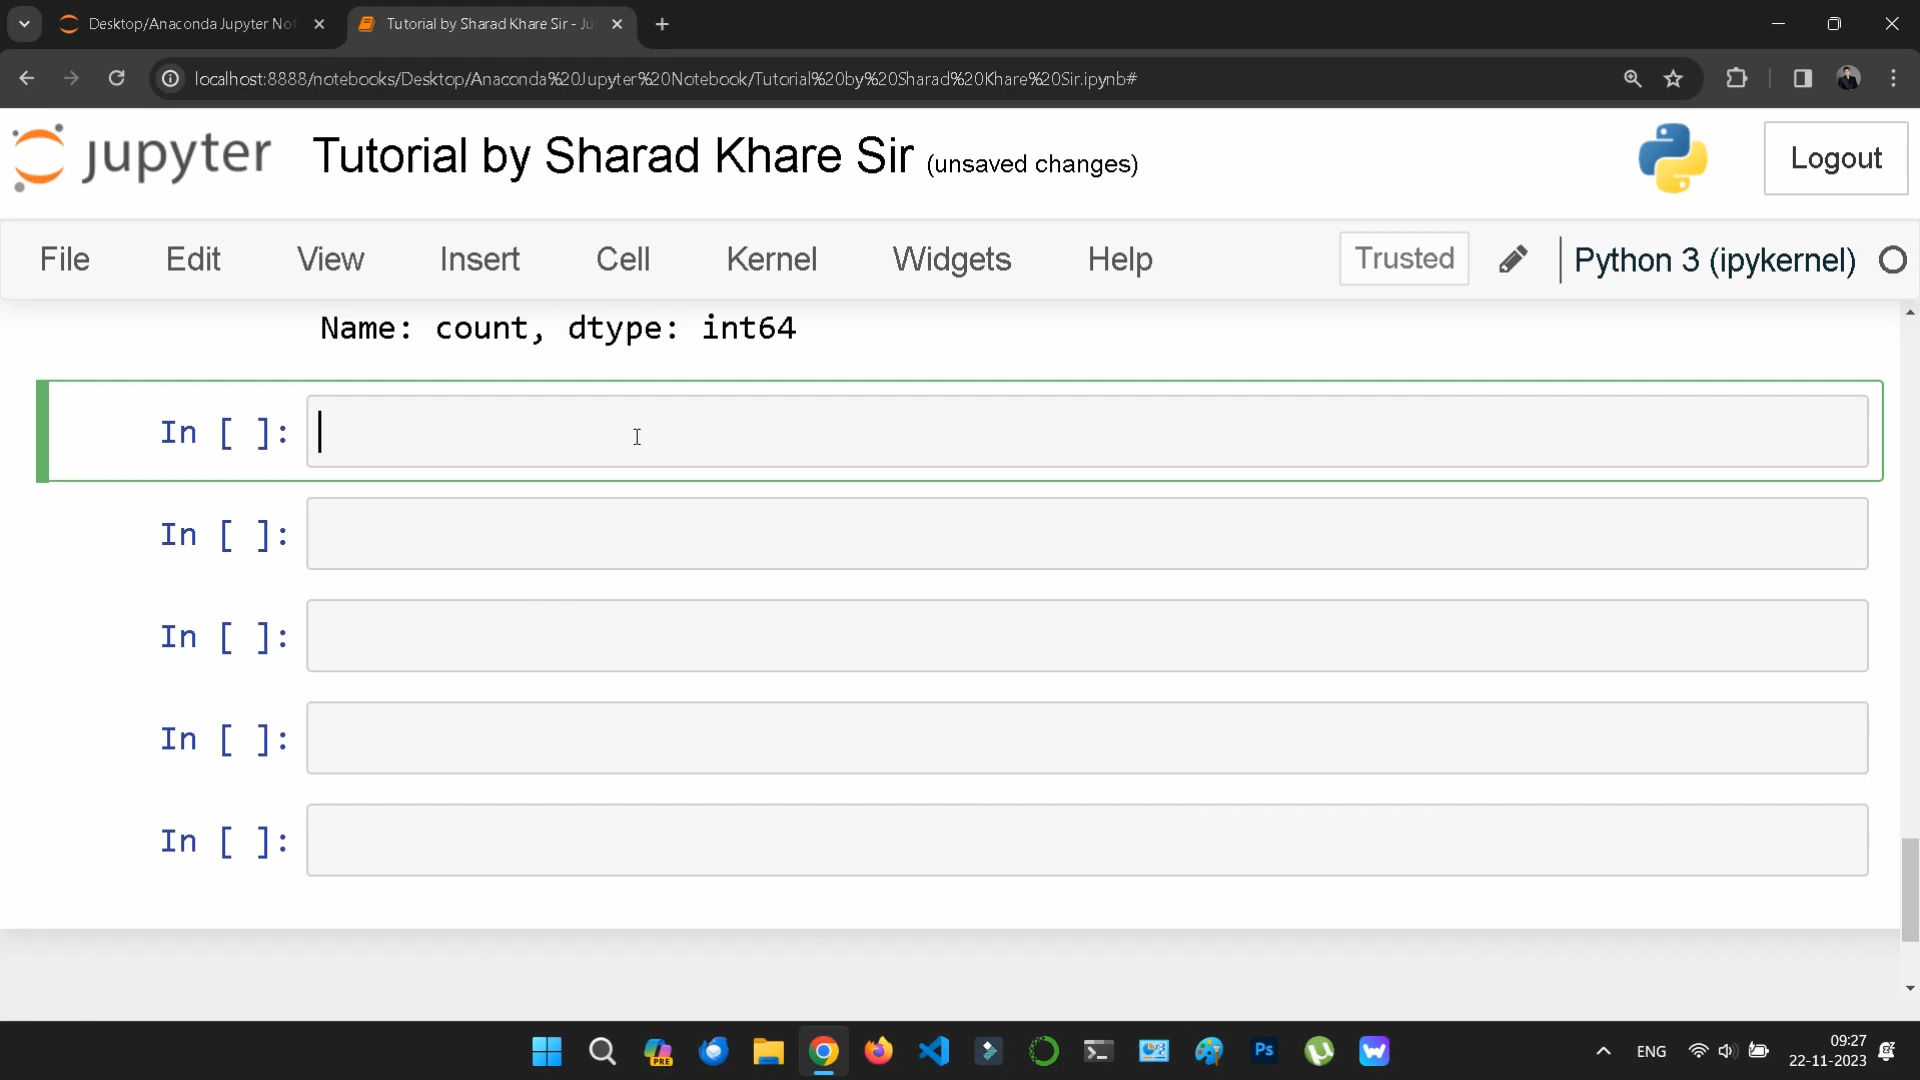 Desktop/Anaconda Jupyter Not
Tutorial by Sharad Khare Sir - Ju
localhost:8888/notebooks/Desktop/Anaconda%20Jupyter%20Notebook/Tutorial%20by%20Sharad%20Khare%20Sir.ipynb#
jupyter Tutorial by Sharad Khare Sir (unsaved changes) Logout
File Edit View Insert Cell Kernel Widgets Help Trusted Python 3 (ipykernel)
Name: count, dtype: int64
In [ ]:
In [ ]:
In [ ]:
In [ ]:
In [ ]:
PRE
Ps
ENG
09:27
22-11-2023